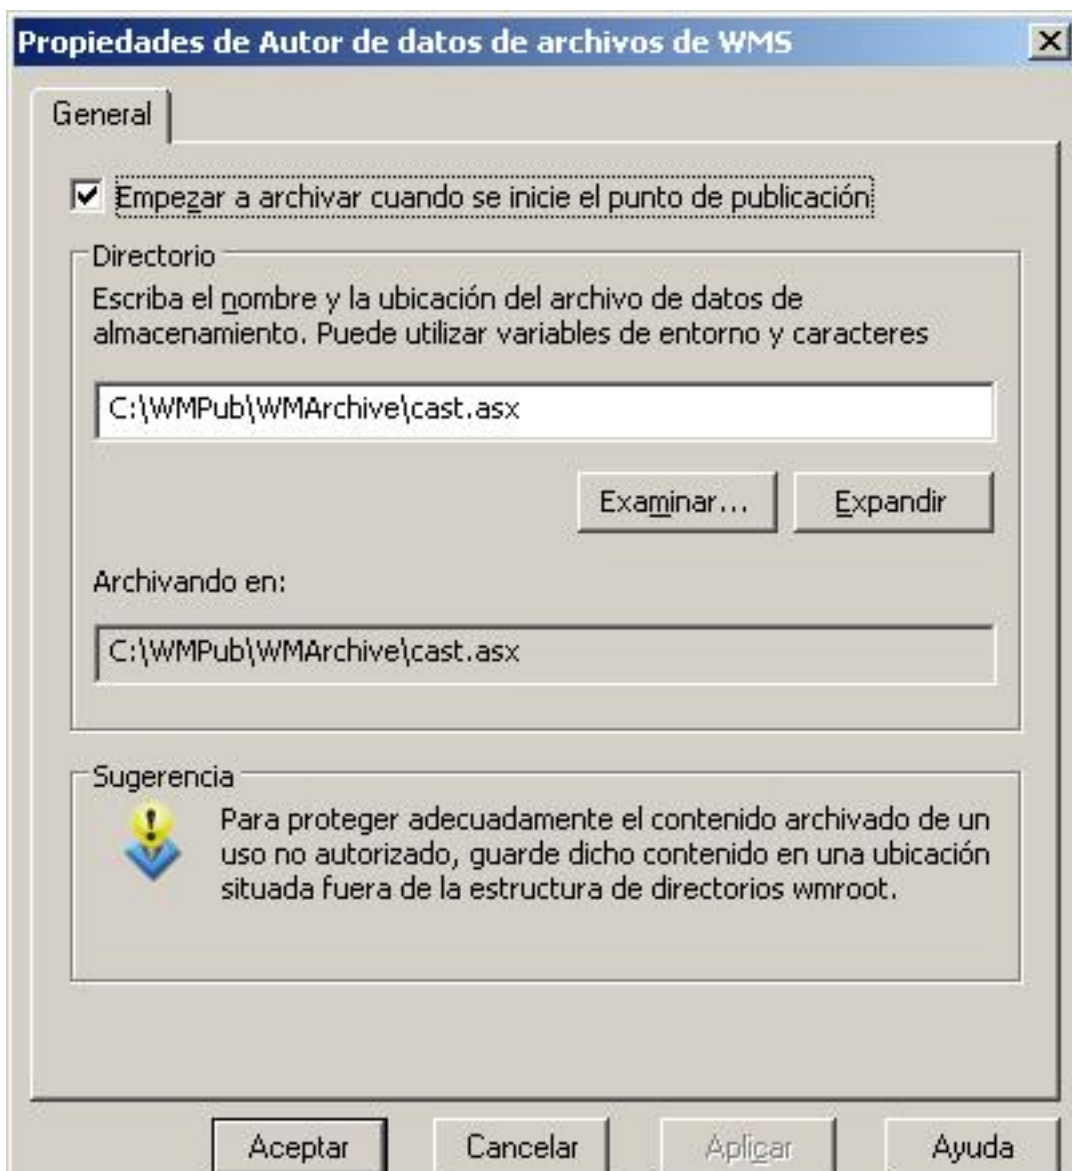 Propiedades de Autor de datos de archivos de WMS
General
Empezar a archivar cuando se inicie el punto de publicación
Directorio
Escriba el nombre y la ubicación del archivo de datos de
almacenamiento. Puede utilizar variables de entorno y caracteres
C:\WMPub\WMArchive\cast.asx
Examinar...
Expandir
Archivando en:
C:\WMPub\WMArchive\cast.asx
Sugerencia
Para proteger adecuadamente el contenido archivado de un
uso no autorizado, guarde dicho contenido en una ubicación
situada fuera de la estructura de directorios wmroot.
Aceptar
Cancelar
Aplicar
Ayuda